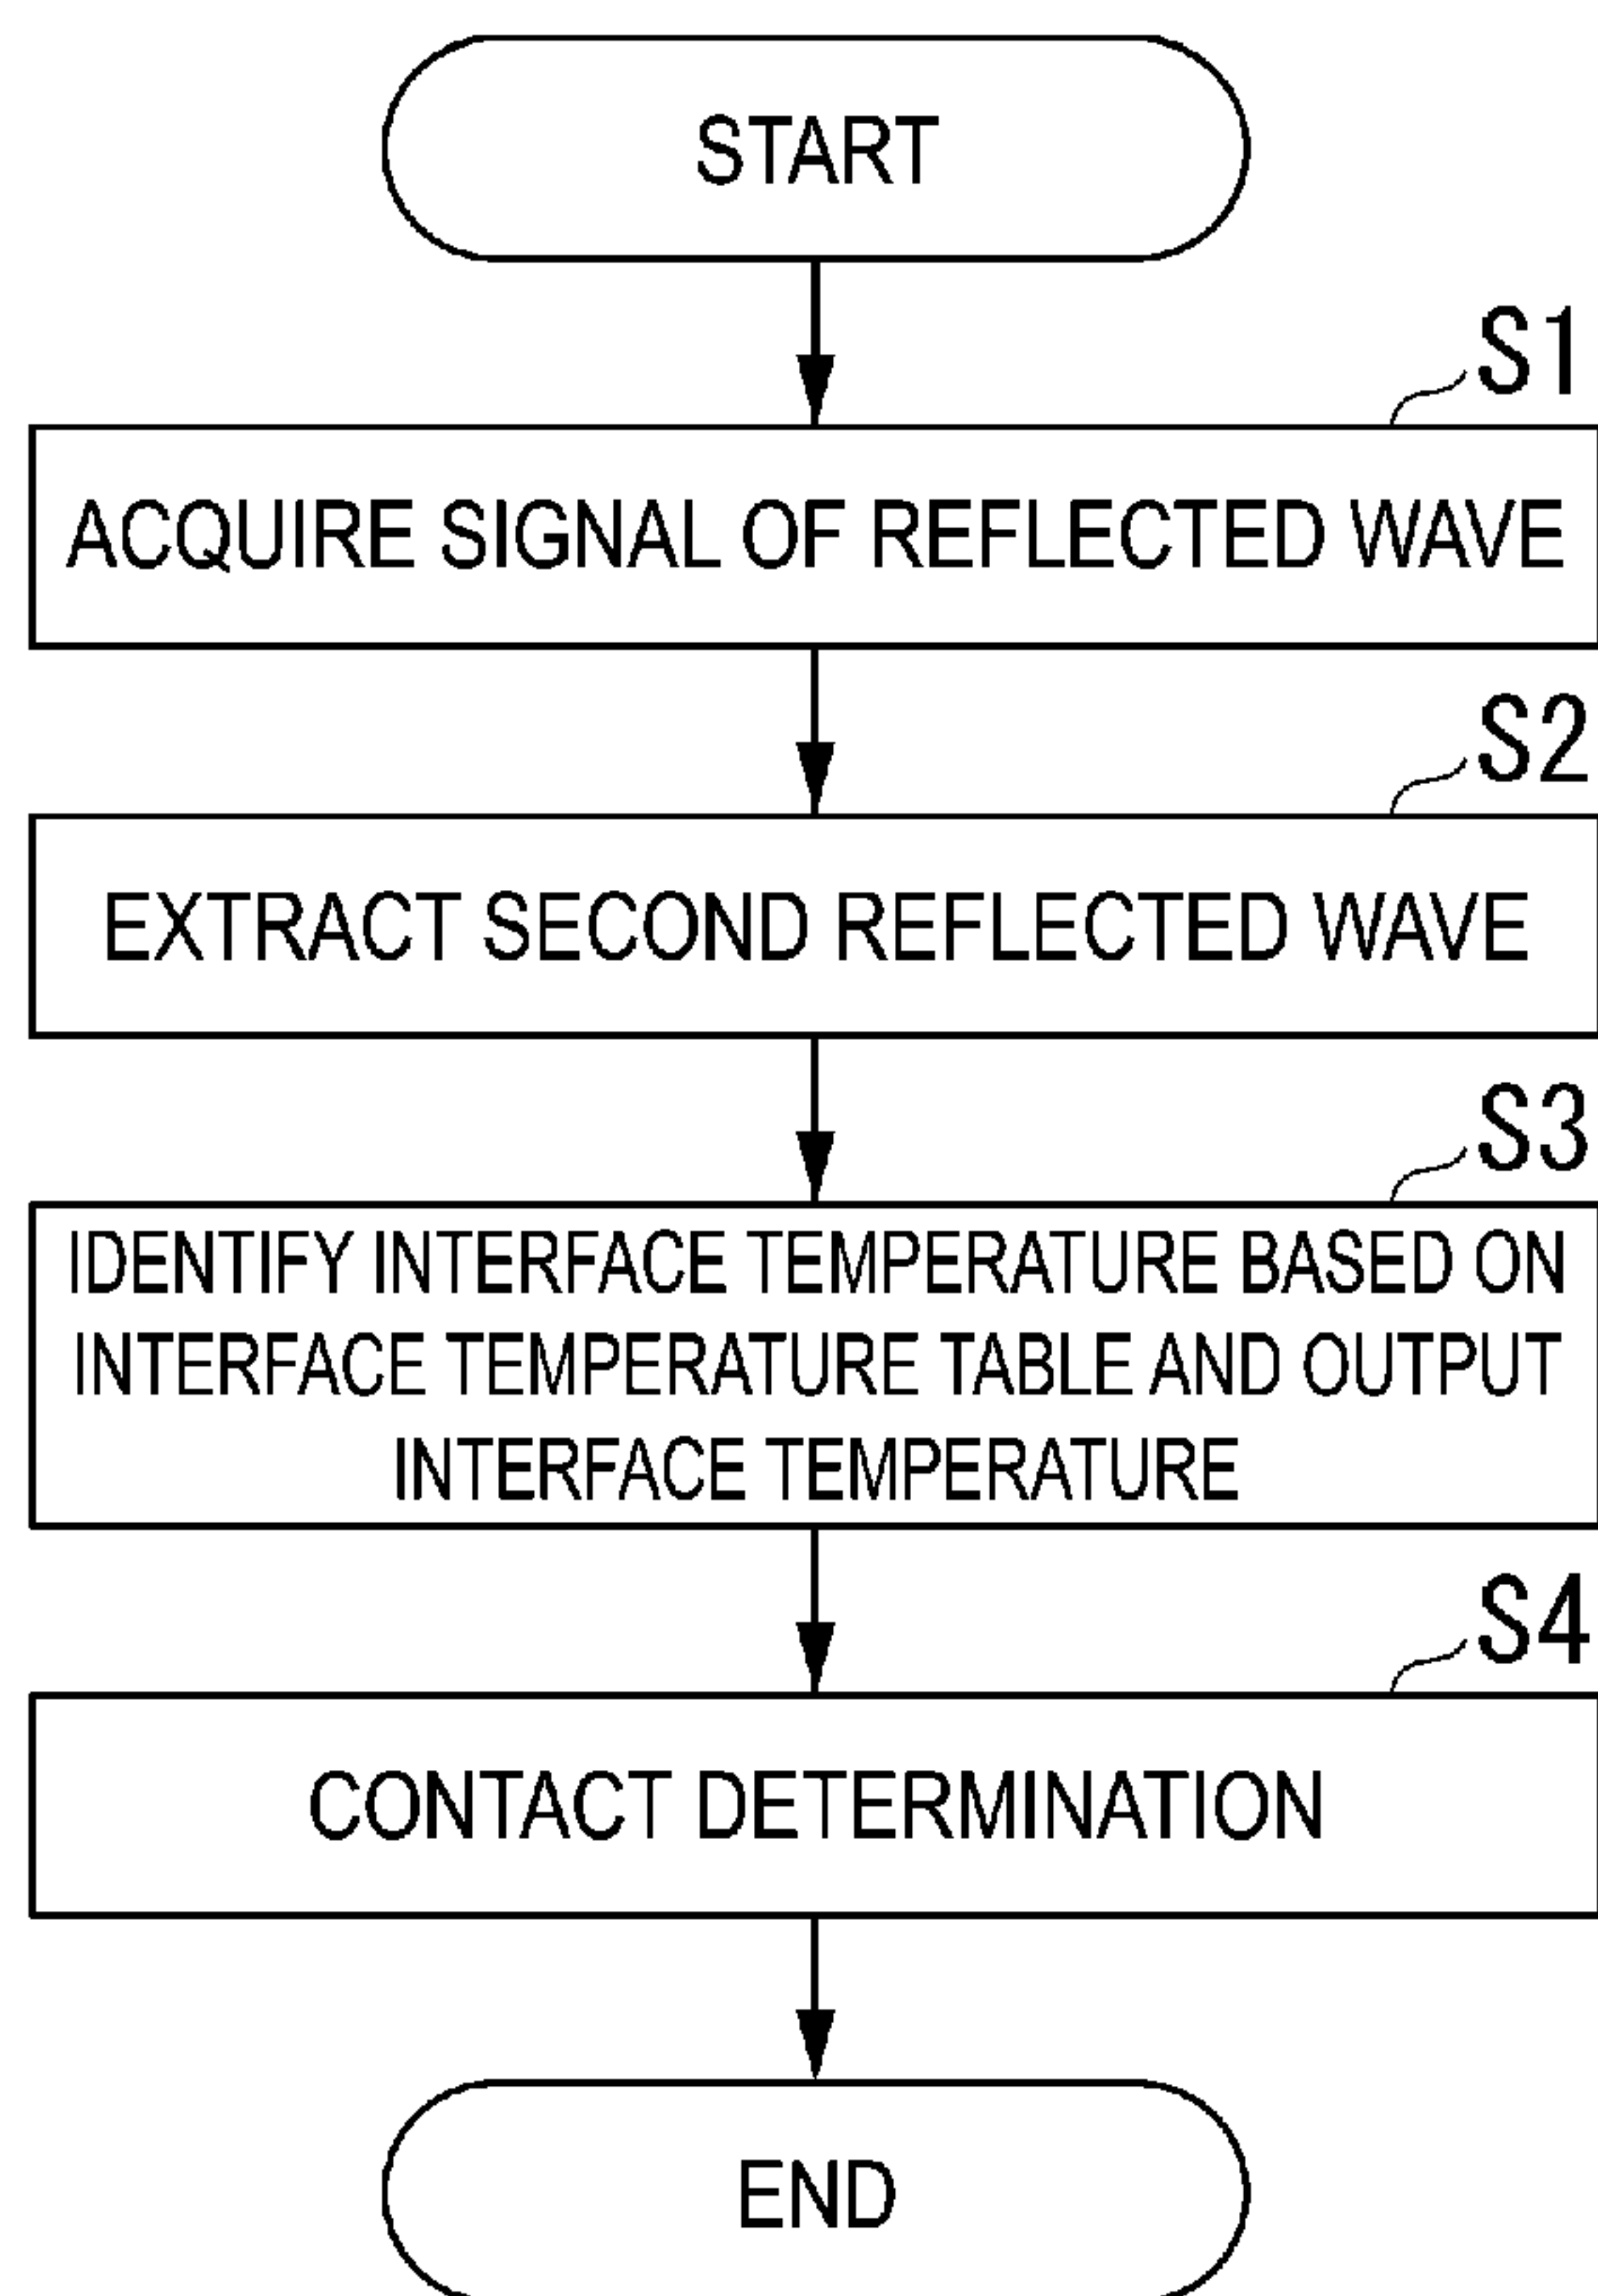 START
S1
ACQUIRE SIGNAL OF REFLECTED WAVE
S2
EXTRACT SECOND REFLECTED WAVE
S3
IDENTIFY INTERFACE TEMPERATURE BASED ON
INTERFACE TEMPERATURE TABLE AND OUTPUT
INTERFACE TEMPERATURE
S4
CONTACT DETERMINATION
END